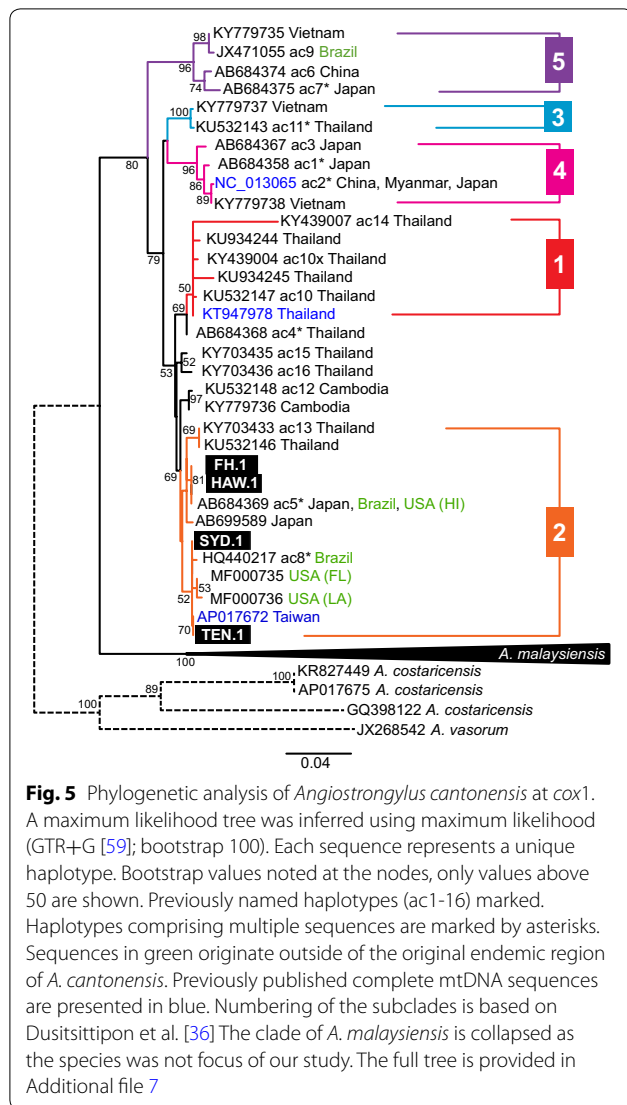 98
KY779735 Vietnam
JX471055 ac9 Brazil
96
AB684374 ac6 China
74
AB684375 ac7* Japan
5
100
KY779737 Vietnam
KU532143 ac11* Thailand
3
80
AB684367 ac3 Japan
96
AB684358 ac1* Japan
86
NC_013065 ac2* China, Myanmar, Japan
89
KY779738 Vietnam
4
79
KY439007 ac14 Thailand
KU934244 Thailand
KY439004 ac10x Thailand
KU934245 Thailand
50
KU532147 ac10 Thailand
69
KT947978 Thailand
1
AB684368 ac4* Thailand
53
KY703435 ac15 Thailand
52
KY703436 ac16 Thailand
KU532148 ac12 Cambodia
97
KY779736 Cambodia
69
KY703433 ac13 Thailand
KU532146 Thailand
69
FH.1
81
HAW.1
AB684369 ac5* Japan, Brazil, USA (HI)
AB699589 Japan
2
SYD.1
HQ440217 ac8* Brazil
MF000735 USA (FL)
53
52
MF000736 USA (LA)
AP017672 Taiwan
70
TEN.1
100
A. malaysiensis
100
KR827449 A. costaricensis
89
AP017675 A. costaricensis
100
GQ398122 A. costaricensis
JX268542 A. vasorum
0.04
Fig. 5 Phylogenetic analysis of Angiostrongylus cantonensis at cox1.
A maximum likelihood tree was inferred using maximum likelihood
(GTR+G [59]; bootstrap 100). Each sequence represents a unique
haplotype. Bootstrap values noted at the nodes, only values above
50 are shown. Previously named haplotypes (ac1-16) marked.
Haplotypes comprising multiple sequences are marked by asterisks.
Sequences in green originate outside of the original endemic region
of A. cantonensis. Previously published complete mtDNA sequences
are presented in blue. Numbering of the subclades is based on
Dusitsittipon et al. [36] The clade of A. malaysiensis is collapsed as
the species was not focus of our study. The full tree is provided in
Additional file 7